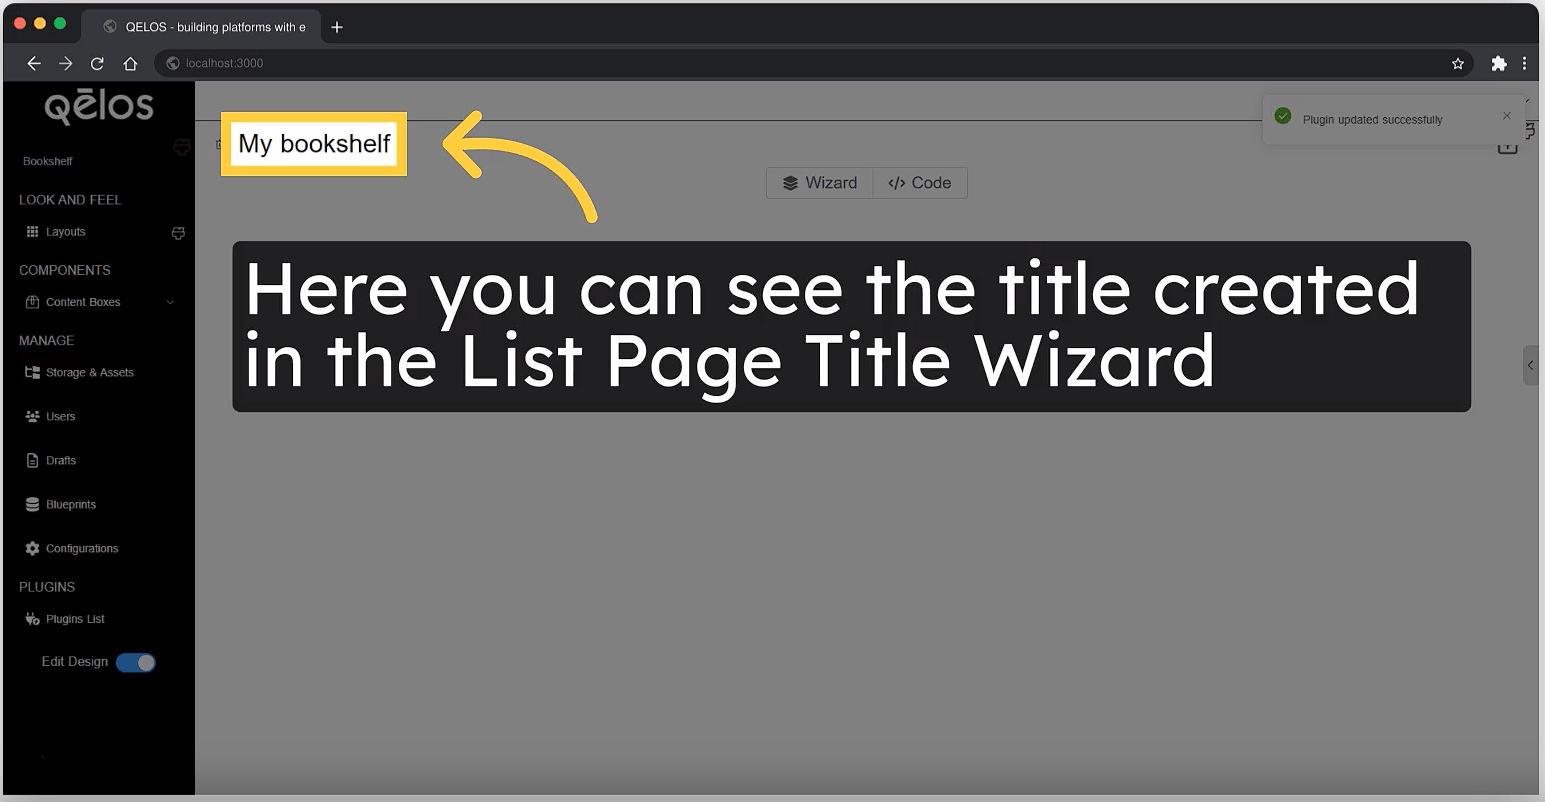 QELOS - building platforms with e
localhost:3000
qēlos
Bookshelf
LOOK AND FEEL
Layouts
COMPONENTS
Content Boxes
MANAGE
Storage & Assets
Users
Drafts
Blueprints
Configurations
PLUGINS
Plugins List
Edit Design
My bookshelf
Plugin updated successfully
Wizard
Code
Here you can see the title created
in the List Page Title Wizard